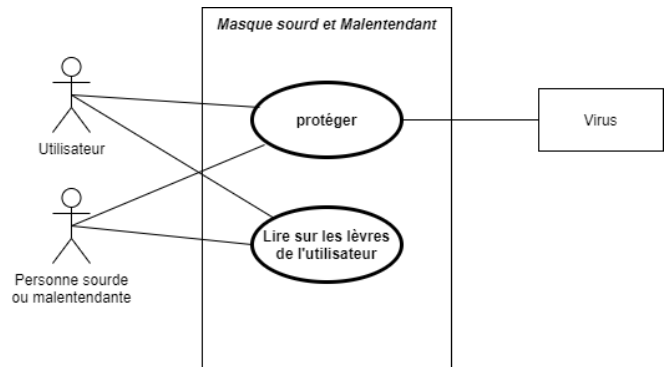 Masque sourd et Malentendant
Utilisateur
protéger
Virus
Personne sourde
ou malentendante
Lire sur les lèvres
de l'utilisateur